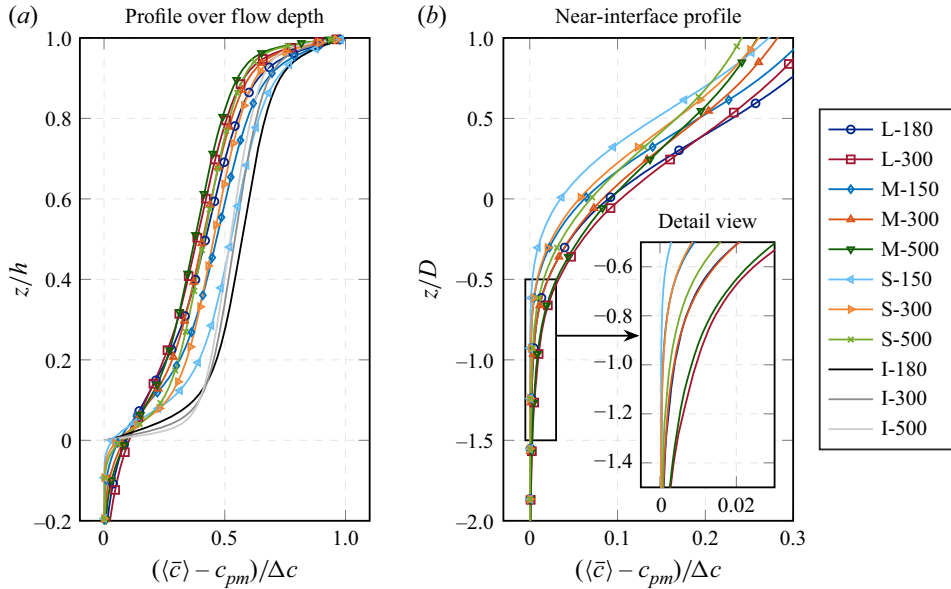 (a) Profile over flow depth
1.0
0.8
0.6
0.4
0.2
0
−0.2
z/h
0 0.5 1.0
(⟨c̄⟩ − c_pm)/Δc
(b) Near-interface profile
1.0
0.5
0
−0.5
−1.0
−1.5
−2.0
z/D
0 0.1 0.2 0.3
(⟨c̄⟩ − c_pm)/Δc
Detail view
−0.6
−0.8
−1.0
−1.2
−1.4
0 0.02
L-180
L-300
M-150
M-300
M-500
S-150
S-300
S-500
I-180
I-300
I-500